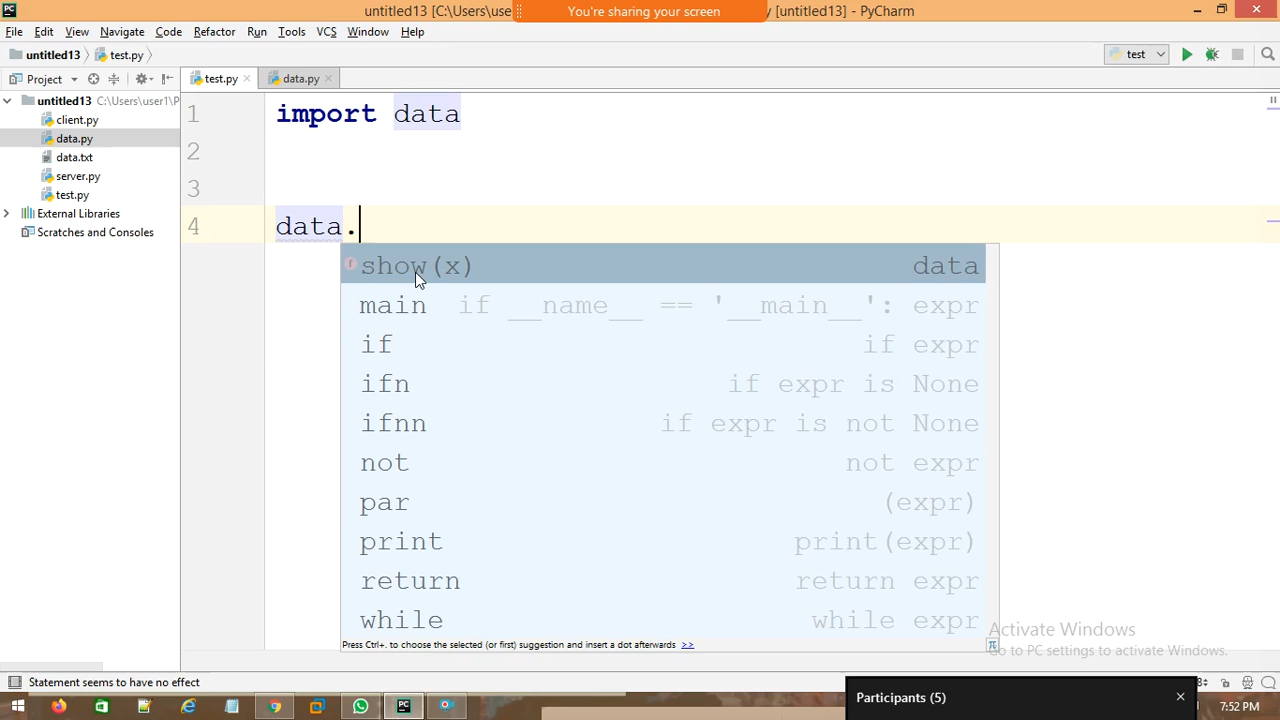 untitled13 [C:\Users\use
You're sharing your screen
[untitled13] - PyCharm
File Edit View Navigate Code Refactor Run Tools VCS Window Help
untitled13 test.py
test
Project
test.py
data.py
untitled13 C:\Users\user1\P
client.py
data.py
data.txt
server.py
test.py
External Libraries
Scratches and Consoles
1 import data
2
3
4 data.
show(x) data
main if __name__ == '__main__': expr
if if expr
ifn if expr is None
ifnn if expr is not None
not not expr
par (expr)
print print(expr)
return return expr
while while expr
Press Ctrl+. to choose the selected (or first) suggestion and insert a dot afterwards >>
π
Activate Windows
Go to PC settings to activate Windows.
Statement seems to have no effect
Participants (5)
7:52 PM